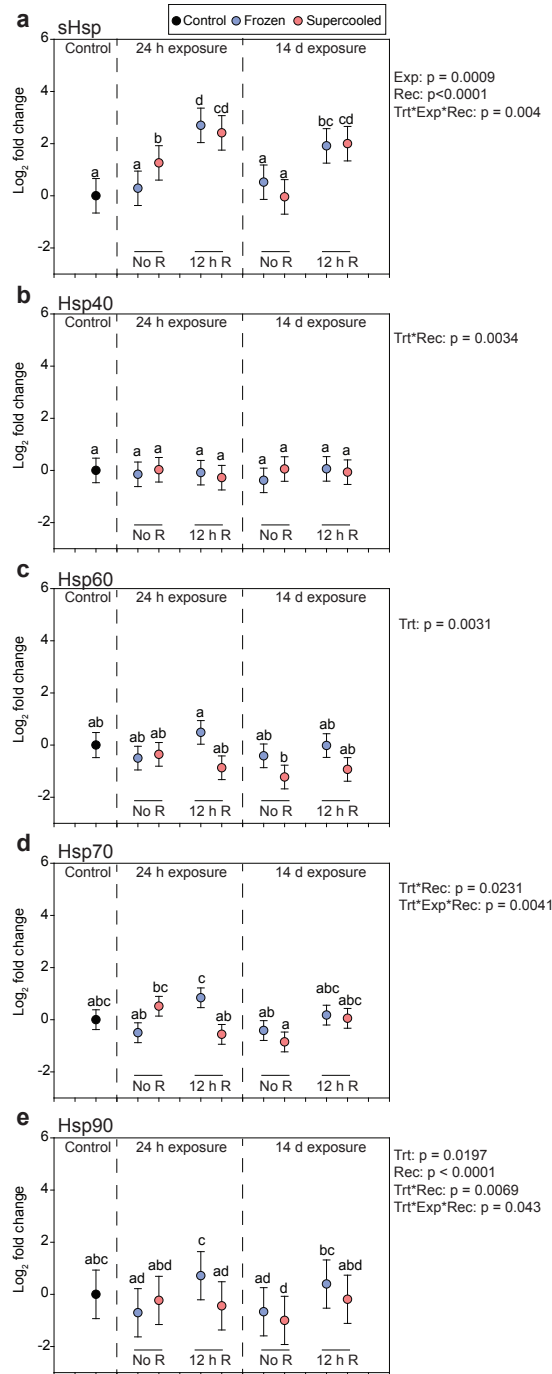 Control Frozen Supercooled
a
sHsp
Control 24 h exposure 14 d exposure
Exp: p = 0.0009
Rec: p<0.0001
Trt*Exp*Rec: p = 0.004
Log2 fold change
6
4
2
0
-2
a a b d cd a a bc cd
No R 12 h R No R 12 h R
b
Hsp40
Control 24 h exposure 14 d exposure
Trt*Rec: p = 0.0034
Log2 fold change
6
4
2
0
-2
a a a a a a a a a
No R 12 h R No R 12 h R
c
Hsp60
Control 24 h exposure 14 d exposure
Trt: p = 0.0031
Log2 fold change
6
4
2
0
-2
ab ab ab a ab ab b ab ab
No R 12 h R No R 12 h R
d
Hsp70
Control 24 h exposure 14 d exposure
Trt*Rec: p = 0.0231
Trt*Exp*Rec: p = 0.0041
Log2 fold change
6
4
2
0
-2
abc ab bc c ab ab a abc abc
No R 12 h R No R 12 h R
e
Hsp90
Control 24 h exposure 14 d exposure
Trt: p = 0.0197
Rec: p < 0.0001
Trt*Rec: p = 0.0069
Trt*Exp*Rec: p = 0.043
Log2 fold change
6
4
2
0
-2
abc ad abd c ad ad d bc abd
No R 12 h R No R 12 h R